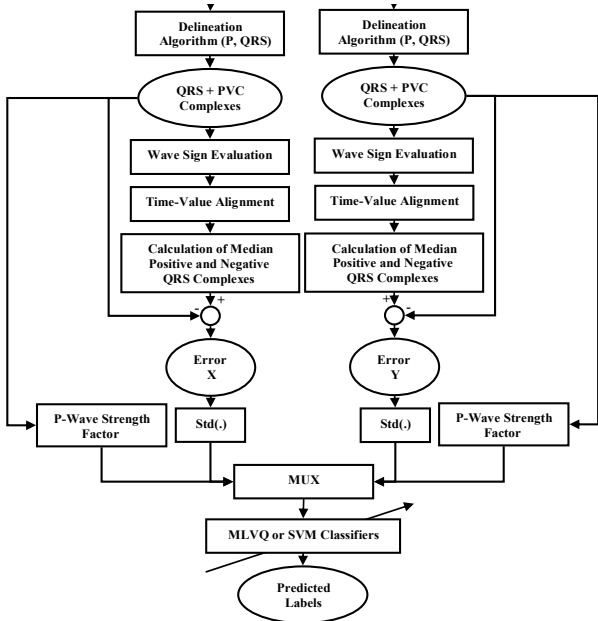 Delineation
Algorithm (P, QRS)
Delineation
Algorithm (P, QRS)
QRS + PVC
Complexes
QRS + PVC
Complexes
Wave Sign Evaluation
Wave Sign Evaluation
Time-Value Alignment
Time-Value Alignment
Calculation of Median
Positive and Negative
QRS Complexes
Calculation of Median
Positive and Negative
QRS Complexes
+
-
+
-
Error
X
Error
Y
P-Wave Strength
Factor
Std(.)
Std(.)
P-Wave Strength
Factor
MUX
MLVQ or SVM Classifiers
Predicted
Labels